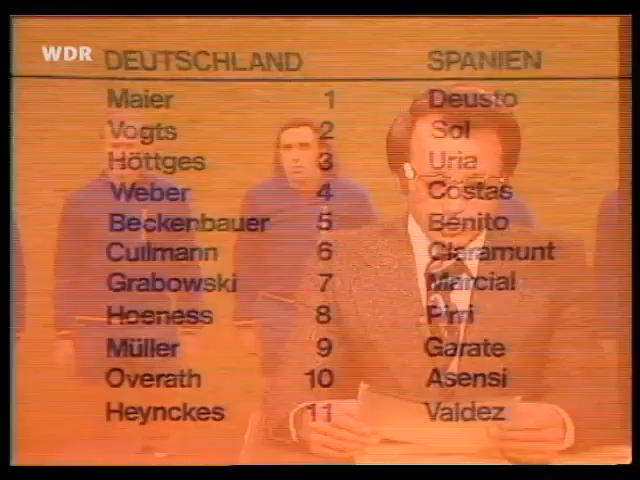 WDR
DEUTSCHLAND SPANIEN
Maier 1 Deusto
Vogts 2 Sol
Höttges 3 Uria
Weber 4 Costas
Beckenbauer 5 Benito
Cullmann 6 Claramunt
Grabowski 7 Marcial
Hoeness 8 Pirri
Müller 9 Garate
Overath 10 Asensi
Heynckes 11 Valdez